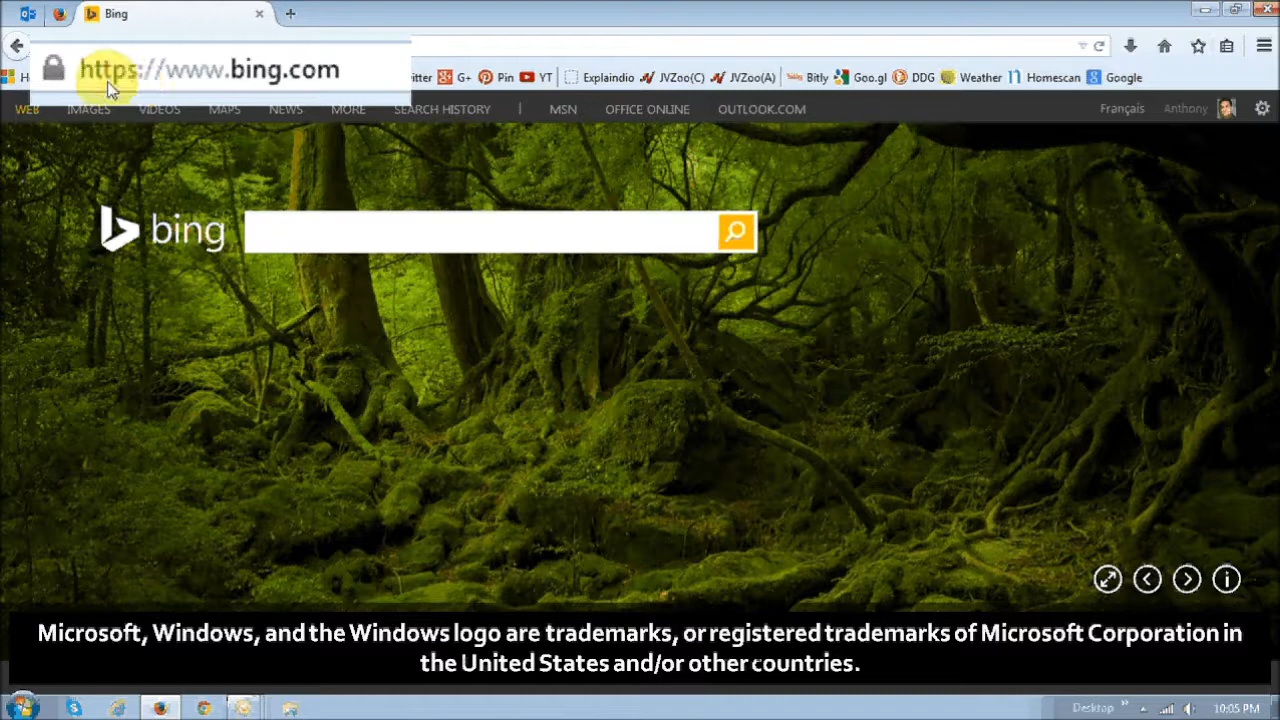 Bing
https://www.bing.com
G+ Pin YT Explaindio JVZoo(C) JVZoo(A) Bitly Goo.gl DDG Weather Homescan Google
WEB IMAGES VIDEOS MAPS NEWS MORE SEARCH HISTORY | MSN OFFICE ONLINE OUTLOOK.COM Français Anthony
bing
Microsoft, Windows, and the Windows logo are trademarks, or registered trademarks of Microsoft Corporation in
the United States and/or other countries.
Desktop 10:05 PM